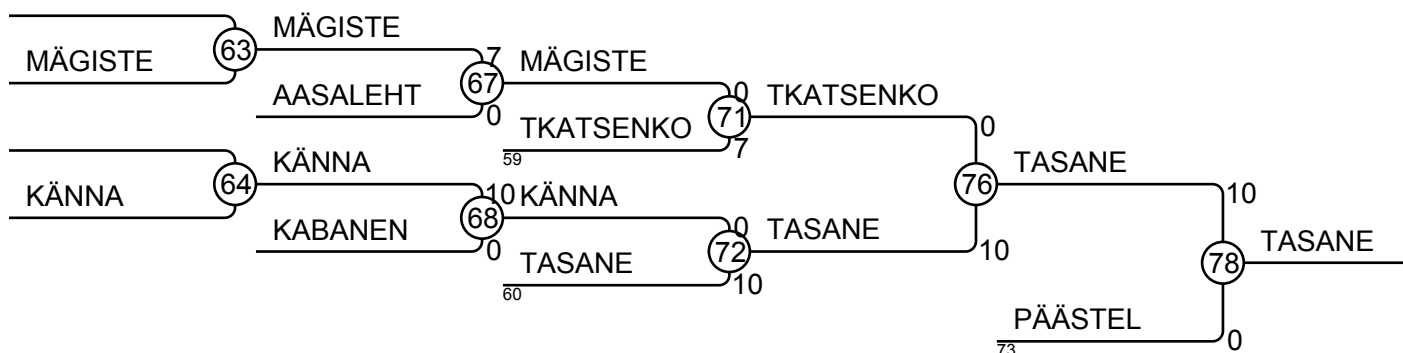 MÄGISTE
63
MÄGISTE
7
67
AASALEHT
0
MÄGISTE
0
71
TKATSENKO
59
7
TKATSENKO
0
KÄNNA
64
KÄNNA
10
68
KABANEN
0
KÄNNA
0
72
TASANE
60
10
TASANE
76
10
TASANE
10
78
TASANE
PÄÄSTEL
73
0